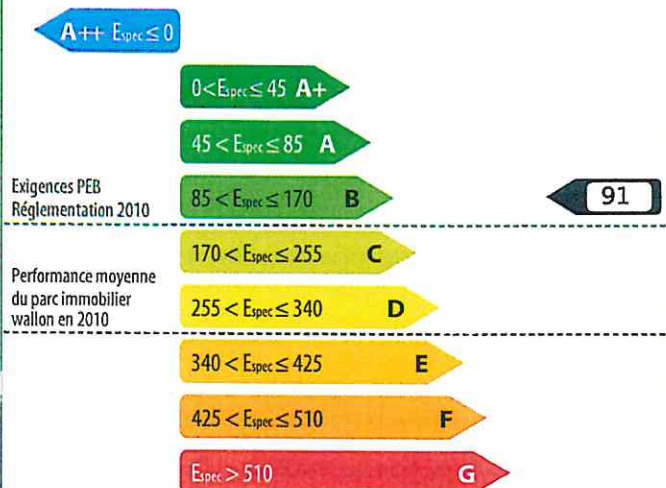 A++ Espec ≤ 0
0 < Espec ≤ 45 A+
45 < Espec ≤ 85 A
Exigences PEB
Réglementation 2010
85 < Espec ≤ 170 B
91
170 < Espec ≤ 255 C
Performance moyenne
du parc immobilier
wallon en 2010
255 < Espec ≤ 340 D
340 < Espec ≤ 425 E
425 < Espec ≤ 510 F
Espec > 510 G